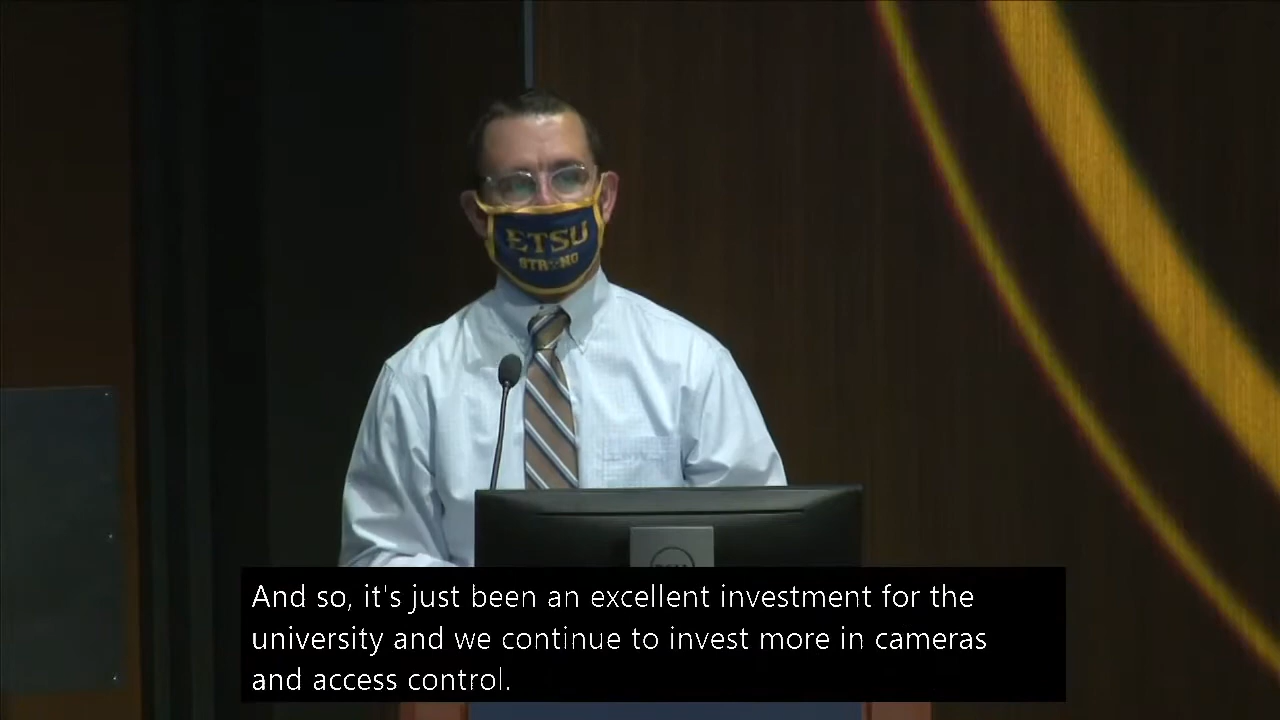 ETSU
STRONG
And so, it's just been an excellent investment for the
university and we continue to invest more in cameras
and access control.